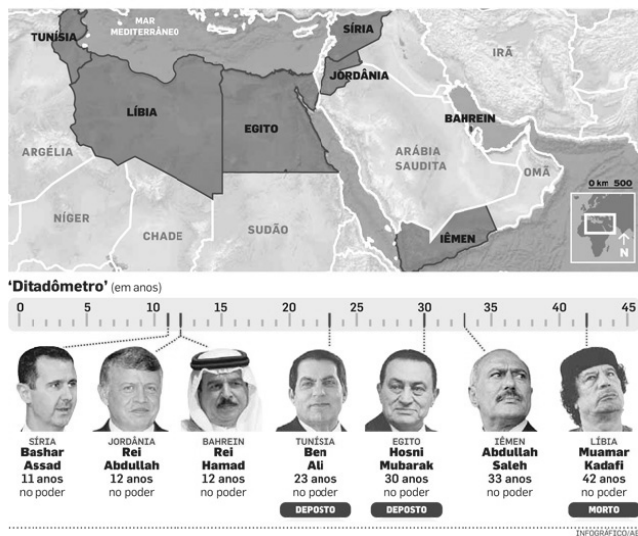 MAR
MEDITERRÂNEO
TUNÍSIA
SÍRIA
IRÃ
JORDÂNIA
LÍBIA
EGITO
BAHREIN
ARGÉLIA
ARÁBIA
SAUDITA
OMÃ
0 km 500
NÍGER
CHADE
SUDÃO
IÊMEN
N
'Ditadômetro' (em anos)
0 5 10 15 20 25 30 35 40 45
SÍRIA
Bashar
Assad
11 anos
no poder
JORDÂNIA
Rei
Abdullah
12 anos
no poder
BAHREIN
Rei
Hamad
12 anos
no poder
TUNÍSIA
Ben
Ali
23 anos
no poder
DEPOSTO
EGITO
Hosni
Mubarak
30 anos
no poder
DEPOSTO
IÊMEN
Abdullah
Saleh
33 anos
no poder
LÍBIA
Muamar
Kadafi
42 anos
no poder
MORTO
INFOGRÁFICO/AE